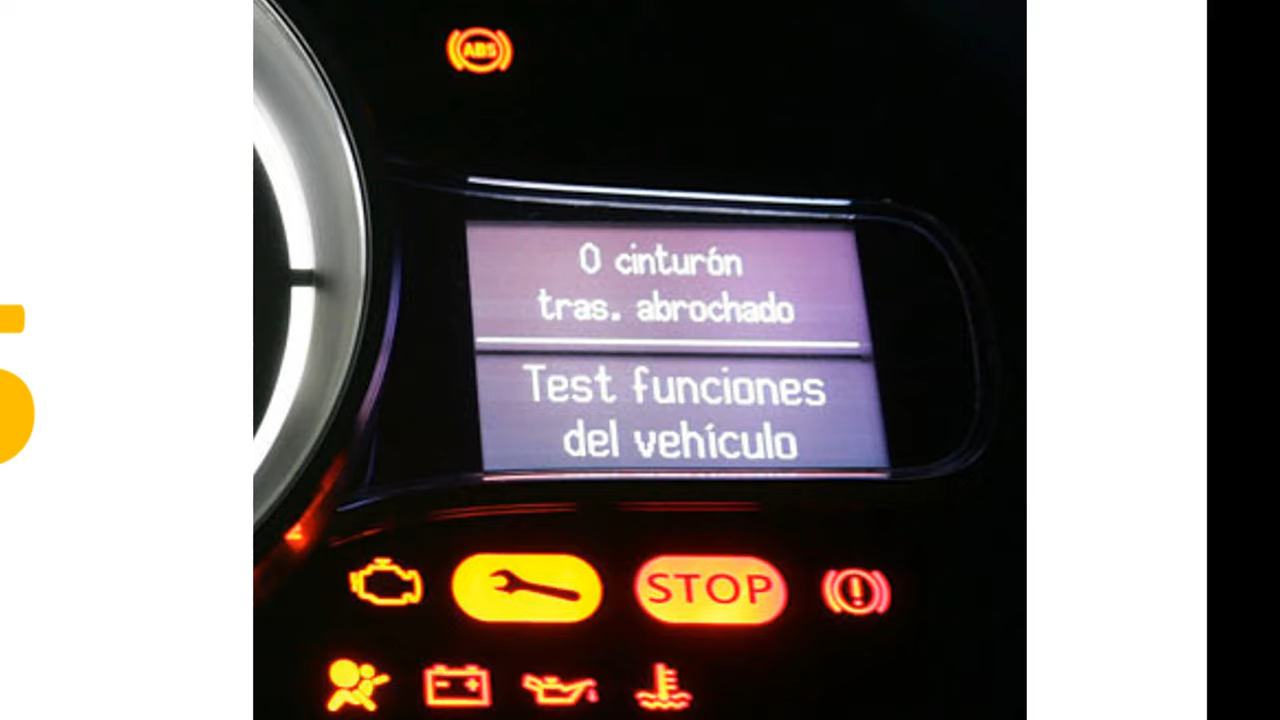 ABS
0 cinturón
tras. abrochado
Test funciones
del vehículo
STOP